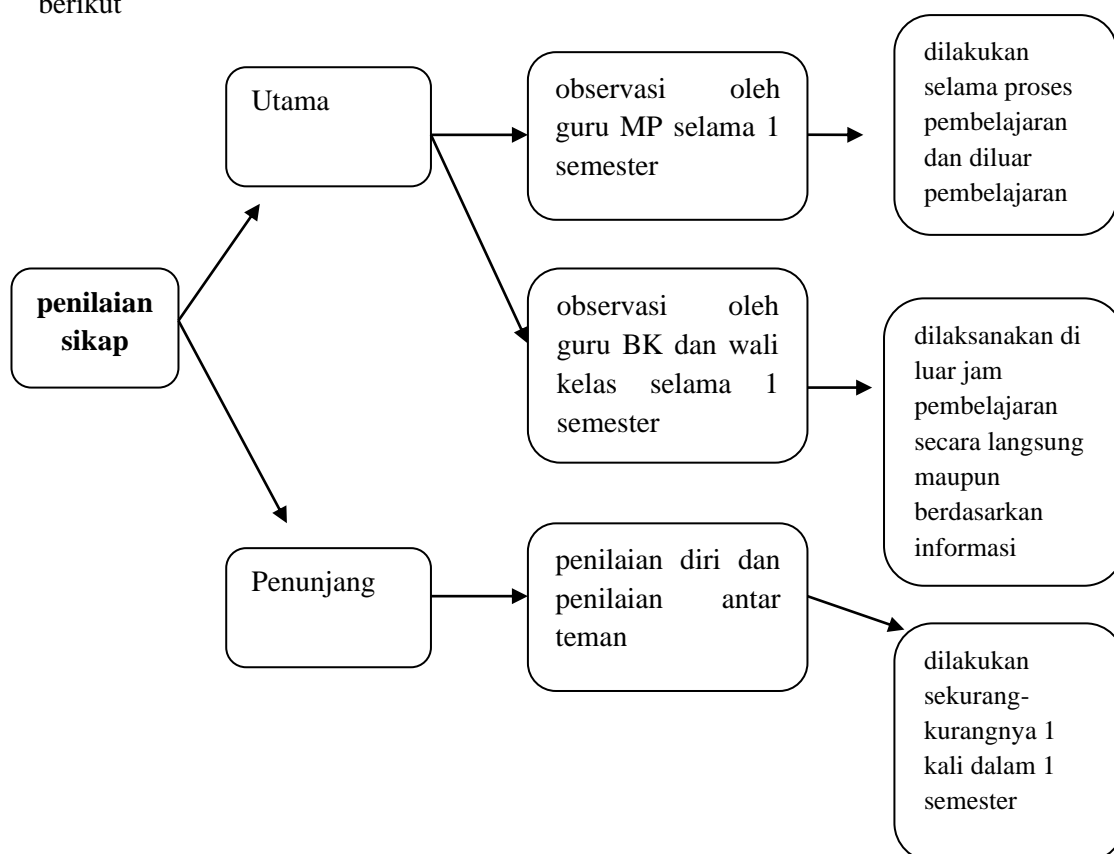 berikut
Utama
observasi oleh
guru MP selama 1
semester
dilakukan
selama proses
pembelajaran
dan diluar
pembelajaran
penilaian
sikap
observasi oleh
guru BK dan wali
kelas selama 1
semester
dilaksanakan di
luar jam
pembelajaran
secara langsung
maupun
berdasarkan
informasi
Penunjang
penilaian diri dan
penilaian antar
teman
dilakukan
sekurang-
kurangnya 1
kali dalam 1
semester